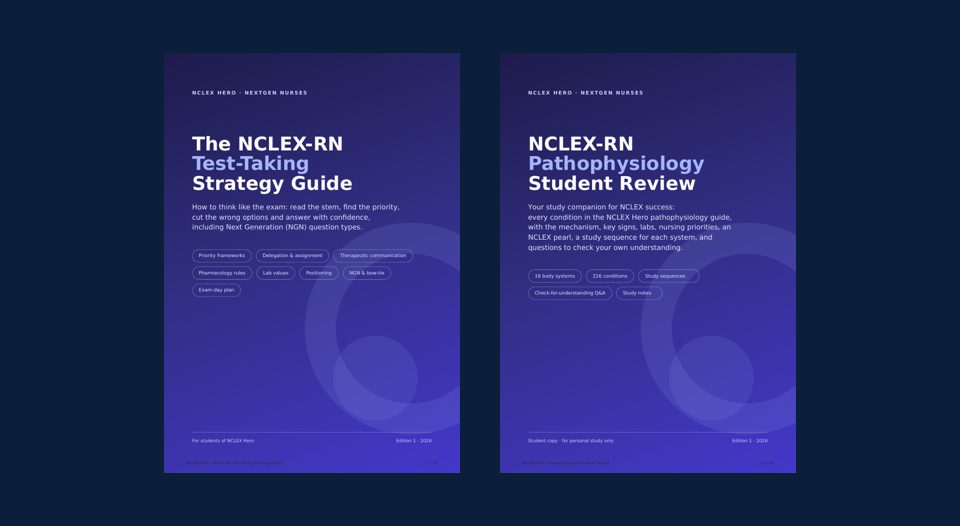 NCLEX HERO · NEXTGEN NURSES
The NCLEX-RN
Test-Taking
Strategy Guide
How to think like the exam: read the stem, find the priority,
cut the wrong options and answer with confidence,
including Next Generation (NGN) question types.
Priority frameworks
Delegation & assignment
Therapeutic communication
Pharmacology rules
Lab values
Positioning
NGN & bow-tie
Exam-day plan
For students of NCLEX Hero
Edition 1 · 2026
NCLEX HERO · NEXTGEN NURSES
NCLEX-RN
Pathophysiology
Student Review
Your study companion for NCLEX success:
every condition in the NCLEX Hero pathophysiology guide,
with the mechanism, key signs, labs, nursing priorities, an
NCLEX pearl, a study sequence for each system, and
questions to check your own understanding.
16 body systems
216 conditions
Study sequences
Check-for-understanding Q&A
Study notes
Student copy · for personal study only
Edition 1 · 2026